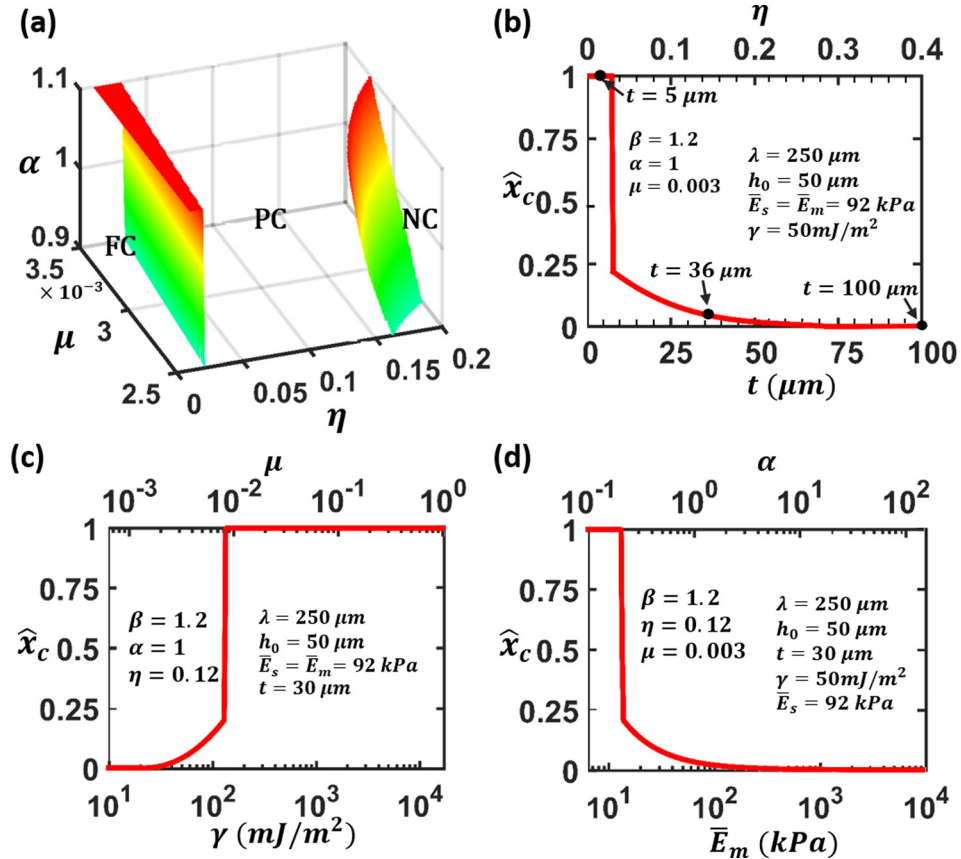 (a)
1.1
α
1
0.9
3.5
× 10⁻³
μ
3
2.5
FC
PC
NC
0
0.05
0.1
0.15
0.2
η
(b)
η
0 0.1 0.2 0.3 0.4
1
0.75
x̂c
0.5
0.25
0
t = 5 μm
β = 1.2
α = 1
μ = 0.003
λ = 250 μm
h₀ = 50 μm
Ēs = Ēm = 92 kPa
γ = 50mJ/m²
t = 36 μm
t = 100 μm
0 25 50 75 100
t (μm)
(c)
μ
10⁻³ 10⁻² 10⁻¹ 10⁰
1
0.75
x̂c
0.5
0.25
0
β = 1.2
α = 1
η = 0.12
λ = 250 μm
h₀ = 50 μm
Ēs = Ēm = 92 kPa
t = 30 μm
10¹ 10² 10³ 10⁴
γ (mJ/m²)
(d)
α
10⁻¹ 10⁰ 10¹ 10²
1
0.75
x̂c
0.5
0.25
0
β = 1.2
η = 0.12
μ = 0.003
λ = 250 μm
h₀ = 50 μm
t = 30 μm
γ = 50mJ/m²
Ēs = 92 kPa
10¹ 10² 10³ 10⁴
Ēm (kPa)